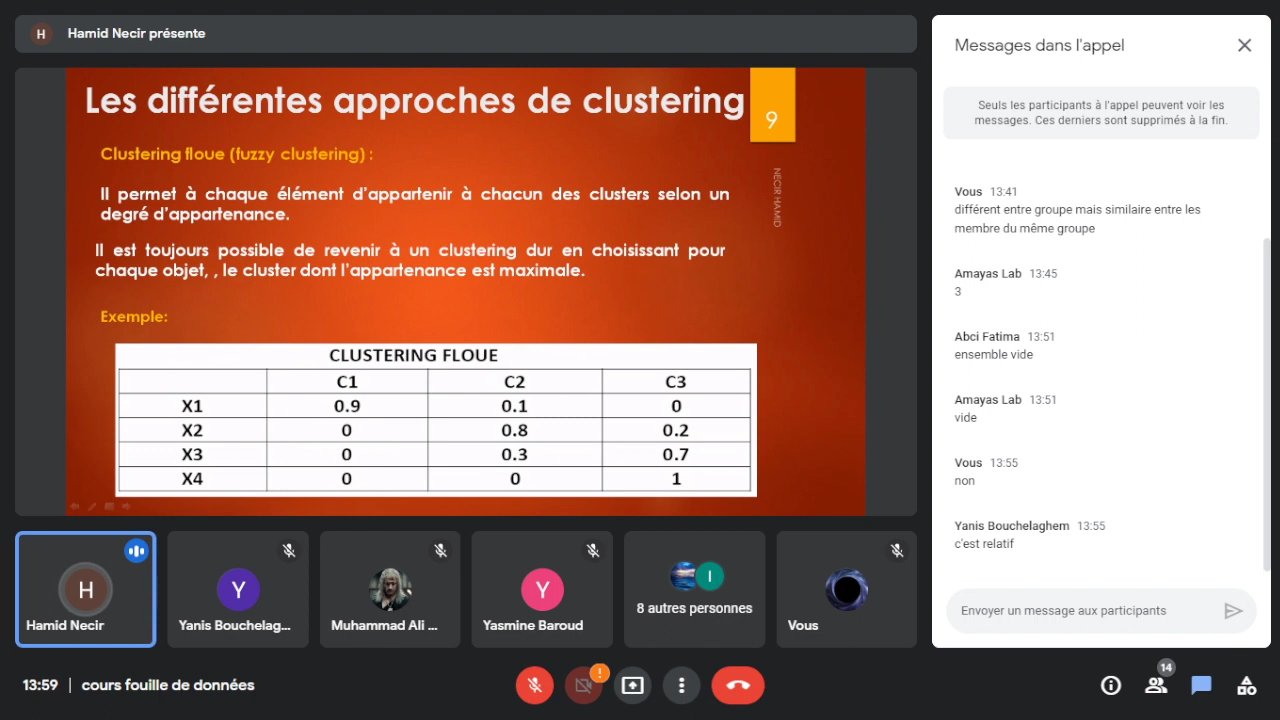 H
Hamid Necir présente
Les différentes approches de clustering
9
NECIR HAMID
Clustering floue (fuzzy clustering) :
Il permet à chaque élément d'appartenir à chacun des clusters selon un
degré d'appartenance.
Il est toujours possible de revenir à un clustering dur en choisissant pour
chaque objet, , le cluster dont l'appartenance est maximale.
Exemple:
CLUSTERING FLOUE
C1 C2 C3
X1 0.9 0.1 0
X2 0 0.8 0.2
X3 0 0.3 0.7
X4 0 0 1
H
Hamid Necir
Y
Yanis Bouchelag...
Muhammad Ali ...
Y
Yasmine Baroud
I
8 autres personnes
Vous
13:59 | cours fouille de données
!
14
Messages dans l'appel
Seuls les participants à l'appel peuvent voir les
messages. Ces derniers sont supprimés à la fin.
Vous 13:41
différent entre groupe mais similaire entre les
membre du même groupe
Amayas Lab 13:45
3
Abci Fatima 13:51
ensemble vide
Amayas Lab 13:51
vide
Vous 13:55
non
Yanis Bouchelaghem 13:55
c'est relatif
Envoyer un message aux participants